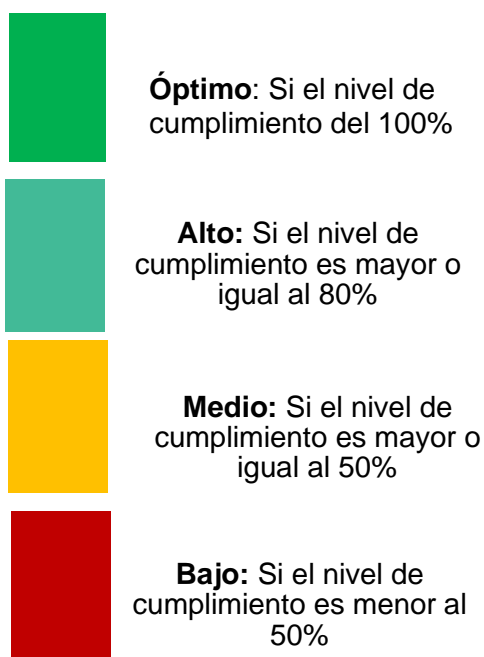 Óptimo: Si el nivel de
cumplimiento del 100%
Alto: Si el nivel de
cumplimiento es mayor o
igual al 80%
Medio: Si el nivel de
cumplimiento es mayor o
igual al 50%
Bajo: Si el nivel de
cumplimiento es menor al
50%